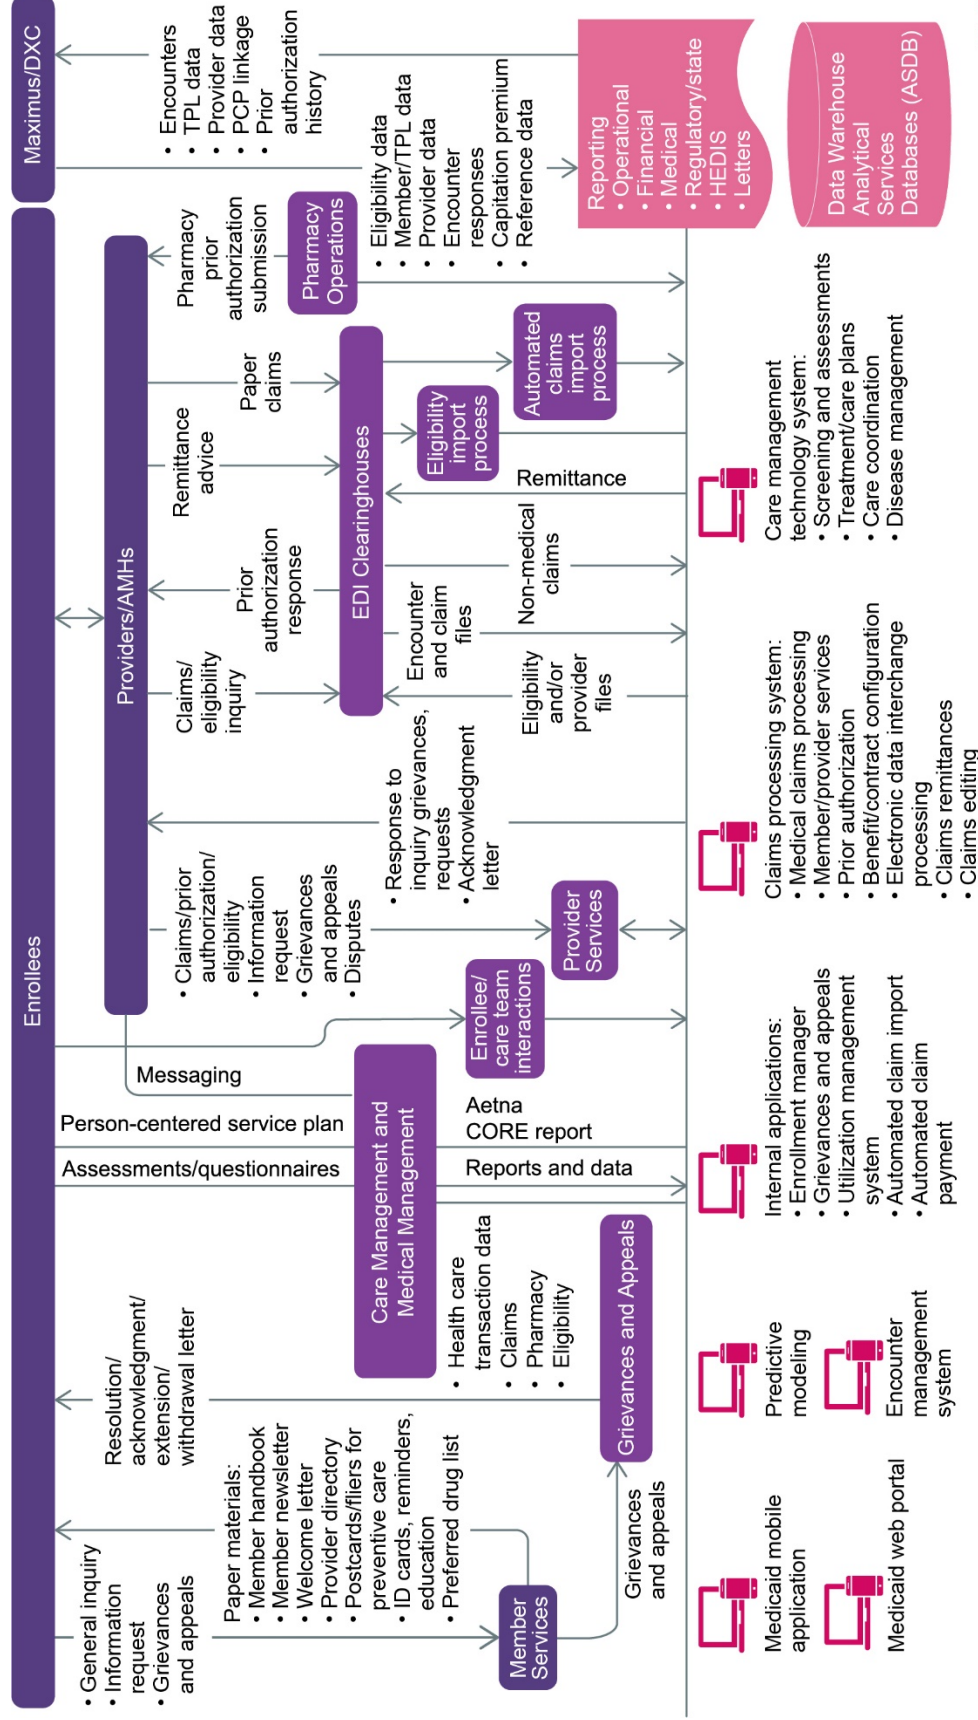 Enrollees
Maximus/DXC
Providers/AMHs
• General inquiry
• Information
request
• Grievances
and appeals
Paper materials:
• Member handbook
• Member newsletter
• Welcome letter
• Provider directory
• Postcards/fliers for
preventive care
• ID cards, reminders,
education
• Preferred drug list
Member
Services
Resolution/
acknowledgment/
extension/
withdrawal letter
Grievances
and appeals
Grievances and Appeals
Assessments/questionnaires
Person-centered service plan
Messaging
Care Management and
Medical Management
• Health care
transaction data
• Claims
• Pharmacy
• Eligibility
Reports and data
Aetna
CORE report
Enrollee/
care team
interactions
• Claims/prior
authorization/
eligibility
• Information
request
• Grievances
and appeals
• Disputes
Provider
Services
• Response to
inquiry grievances,
requests
• Acknowledgment
letter
Claims/
eligibility
inquiry
Prior
authorization
response
Remittance
advice
Paper
claims
EDI Clearinghouses
Eligibility
and/or
provider
files
Encounter
and claim
files
Non-medical
claims
Remittance
Eligibility
import
process
Automated
claims
import
process
Pharmacy
prior
authorization
submission
Pharmacy
Operations
• Eligibility data
• Member/TPL data
• Provider data
• Encounter
responses
• Capitation premium
• Reference data
• Encounters
• TPL data
• Provider data
• PCP linkage
• Prior
authorization
history
Reporting
• Operational
• Financial
• Medical
• Regulatory/state
• HEDIS
• Letters
Data Warehouse
Analytical
Services
Databases (ASDB)
Medicaid mobile
application
Medicaid web portal
Predictive
modeling
Encounter
management
system
Internal applications:
• Enrollment manager
• Grievances and appeals
• Utilization management
system
• Automated claim import
• Automated claim
payment
Claims processing system:
• Medical claims processing
• Member/provider services
• Prior authorization
• Benefit/contract configuration
• Electronic data interchange
processing
• Claims remittances
• Claims editing
Care management
technology system:
• Screening and assessments
• Treatment/care plans
• Care coordination
• Disease management